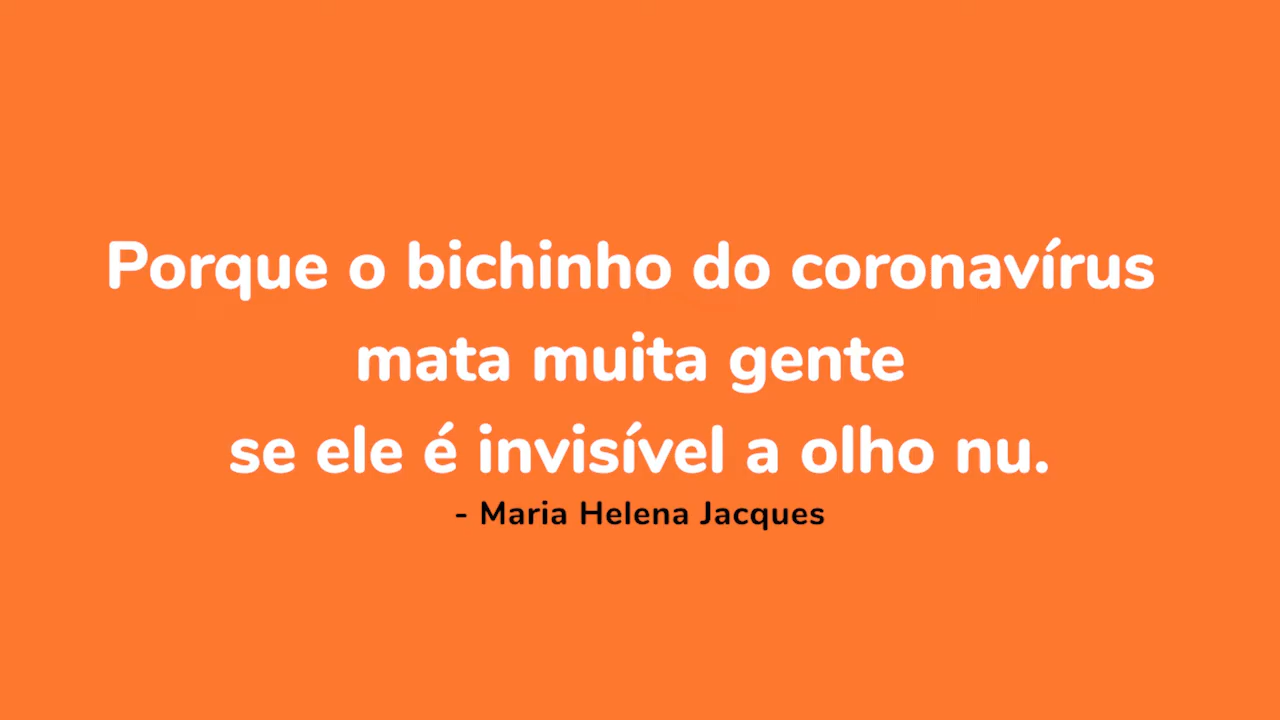 Porque o bichinho do coronavírus
mata muita gente
se ele é invisível a olho nu.
- Maria Helena Jacques